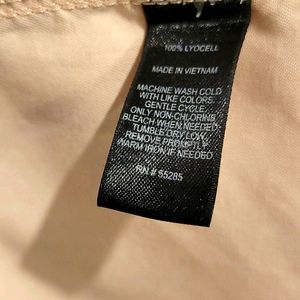 100% LYOCELL
MADE IN VIETNAM
MACHINE WASH COLD
WITH LIKE COLORS.
GENTLE CYCLE.
ONLY NON-CHLORINE
BLEACH WHEN NEEDED.
TUMBLE DRY LOW.
REMOVE PROMPTLY.
WARM IRON IF NEEDED
RN # 55285